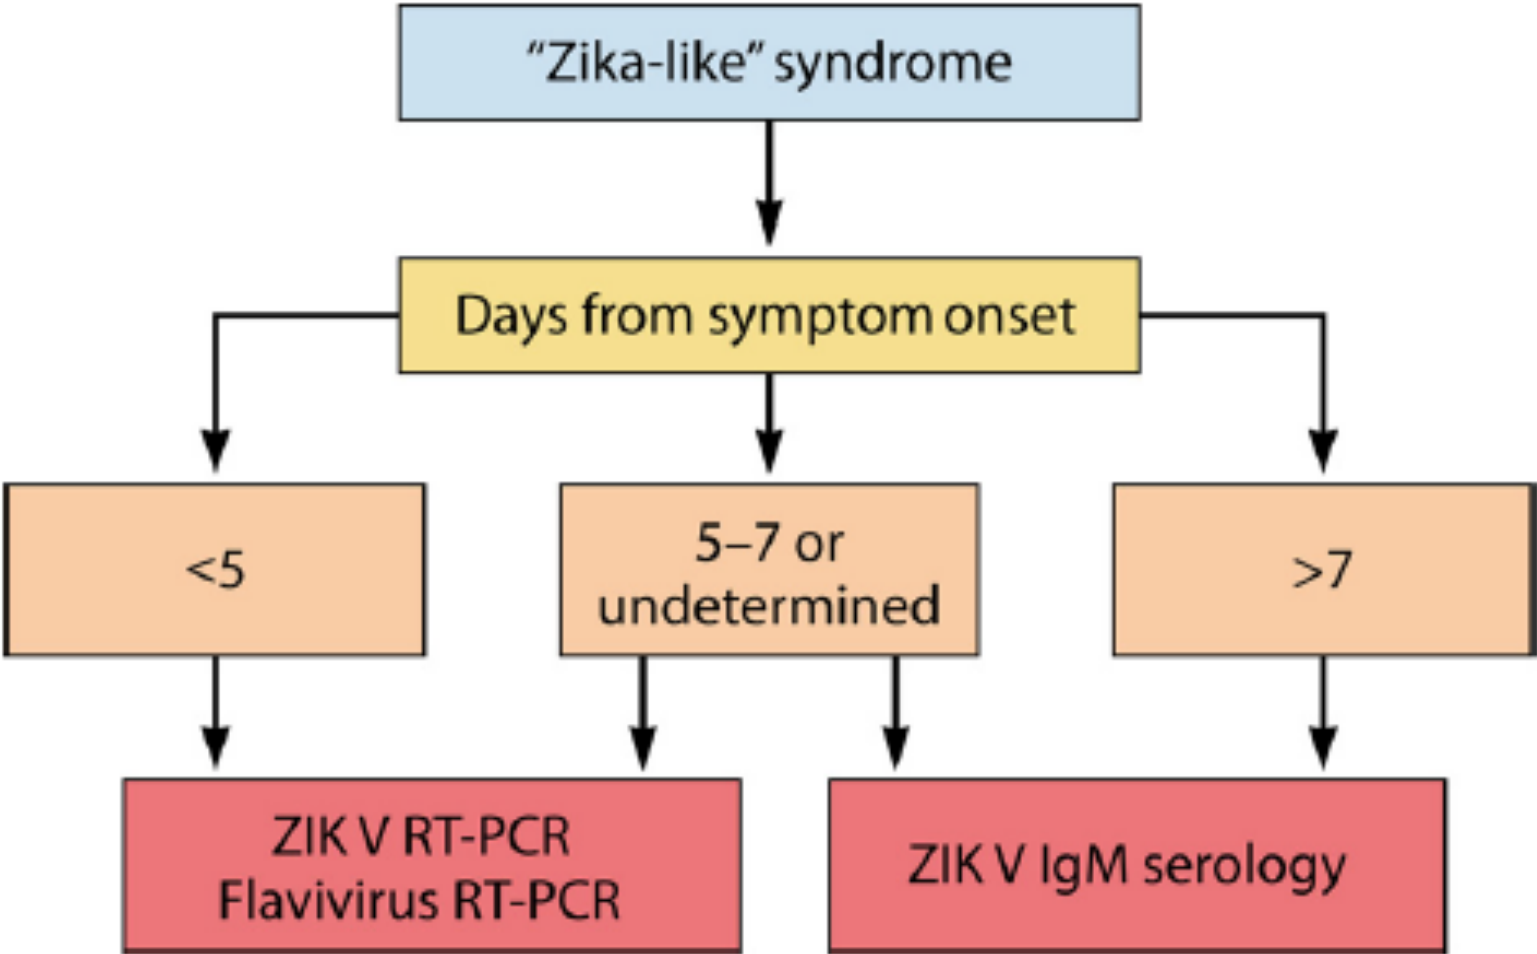 “Zika-like” syndrome
Days from symptom onset
<5
5–7 or
undetermined
>7
ZIK V RT-PCR
Flavivirus RT-PCR
ZIK V IgM serology